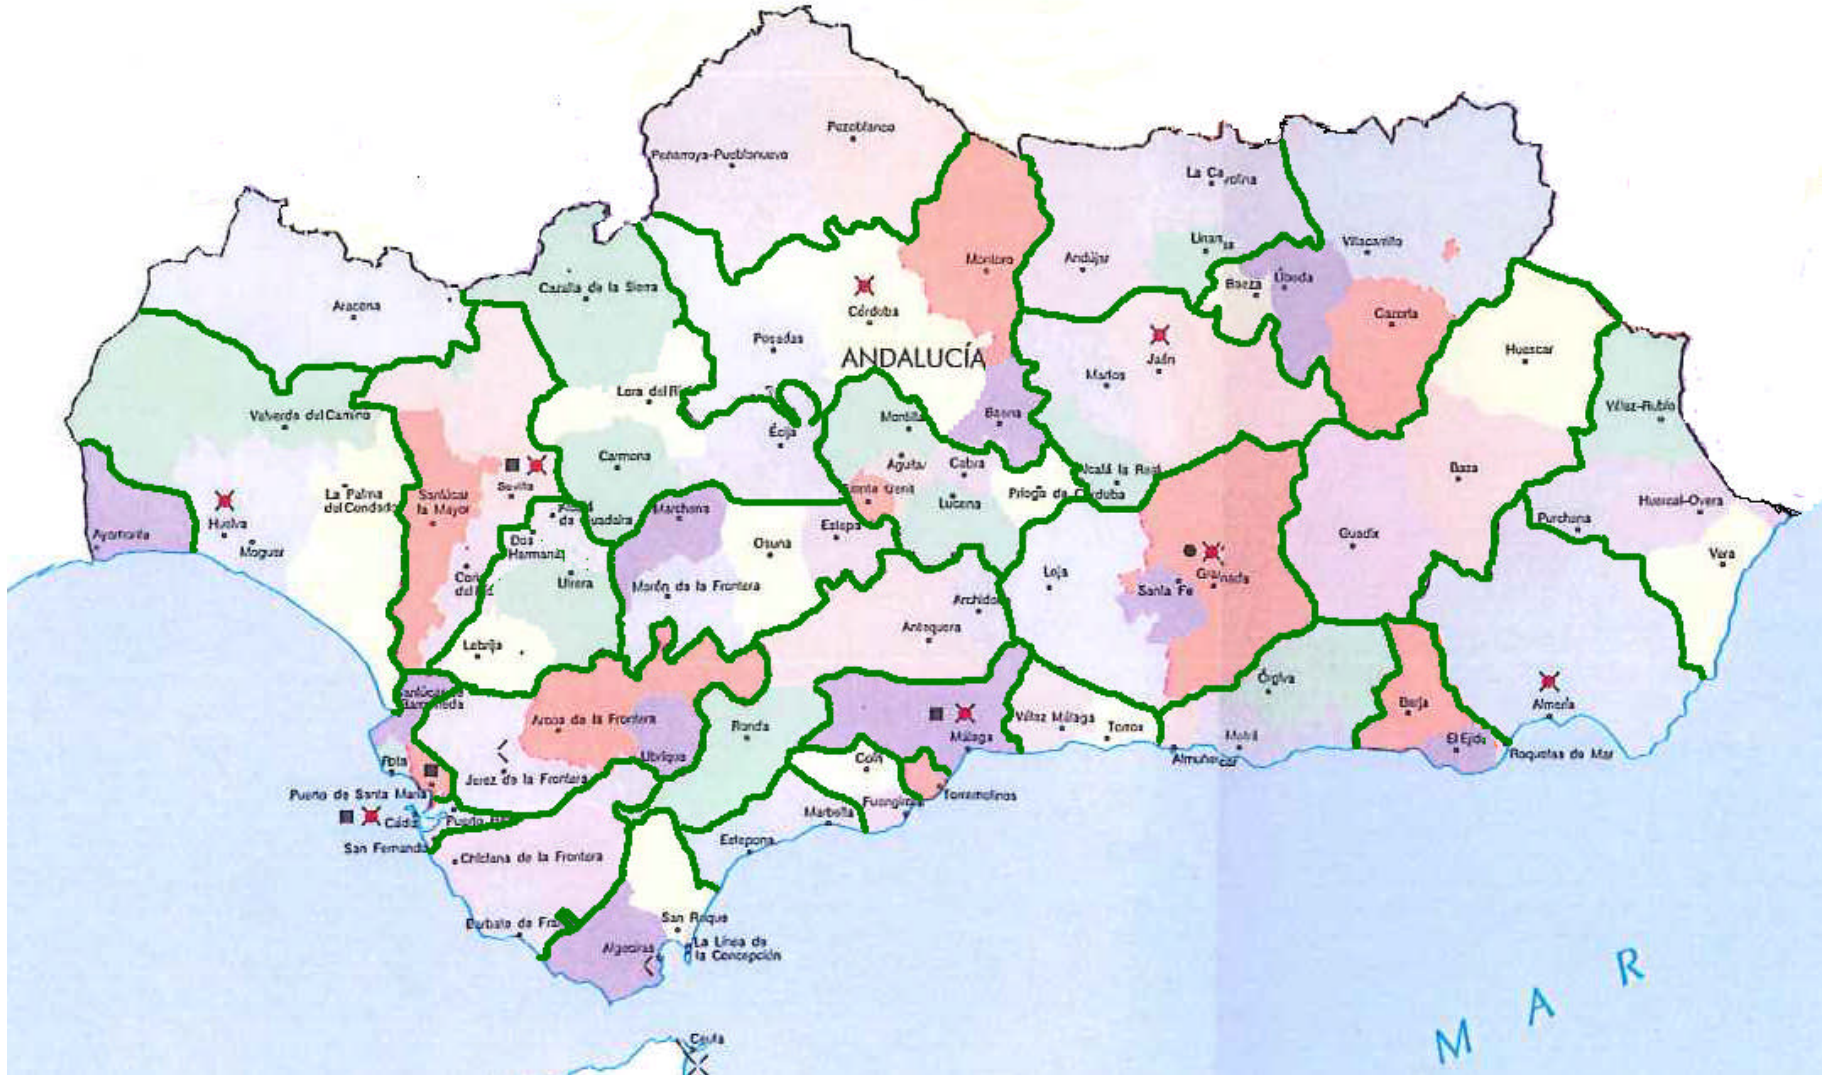 Pozoblanco
Peñarroya-Pueblonuevo
La Carolina
Villacarrillo
Andújar
Montoro
Ubeda
Baeza
Cazalla de la Sierra
Aracena
Córdoba
Cazorla
Posadas
ANDALUCÍA
Jaén
Huescar
Martos
Lora del Río
Valverde del Camino
Montilla
Baena
Vélez-Rubio
Écija
Carmona
Aguilar
Cabra
Alcalá la Real
Baza
Sevilla
La Palma
del Condado
Sanlúcar
la Mayor
Priego de Córdoba
Lucena
Huercal-Overa
Marchena
Huelva
Moguer
Ayamonte
Dos
Hermanas
Estepa
Osuna
Purchena
Guadix
Vera
Utrera
Morón de la Frontera
Loja
Granada
Santa Fe
Archidona
Antequera
Lebrija
Órgiva
Arcos de la Frontera
Ronda
Vélez Málaga
Torrox
Berja
Almería
Málaga
Motril
El Ejido
Roquetas de Mar
Ubrique
Rota
Coín
Almuñecar
Jerez de la Frontera
Puerto de Santa María
Torremolinos
Fuengirola
Marbella
Cádiz
San Fernando
Estepona
Chiclana de la Frontera
San Roque
Algeciras
La Línea de
la Concepción
Ceuta
M A R